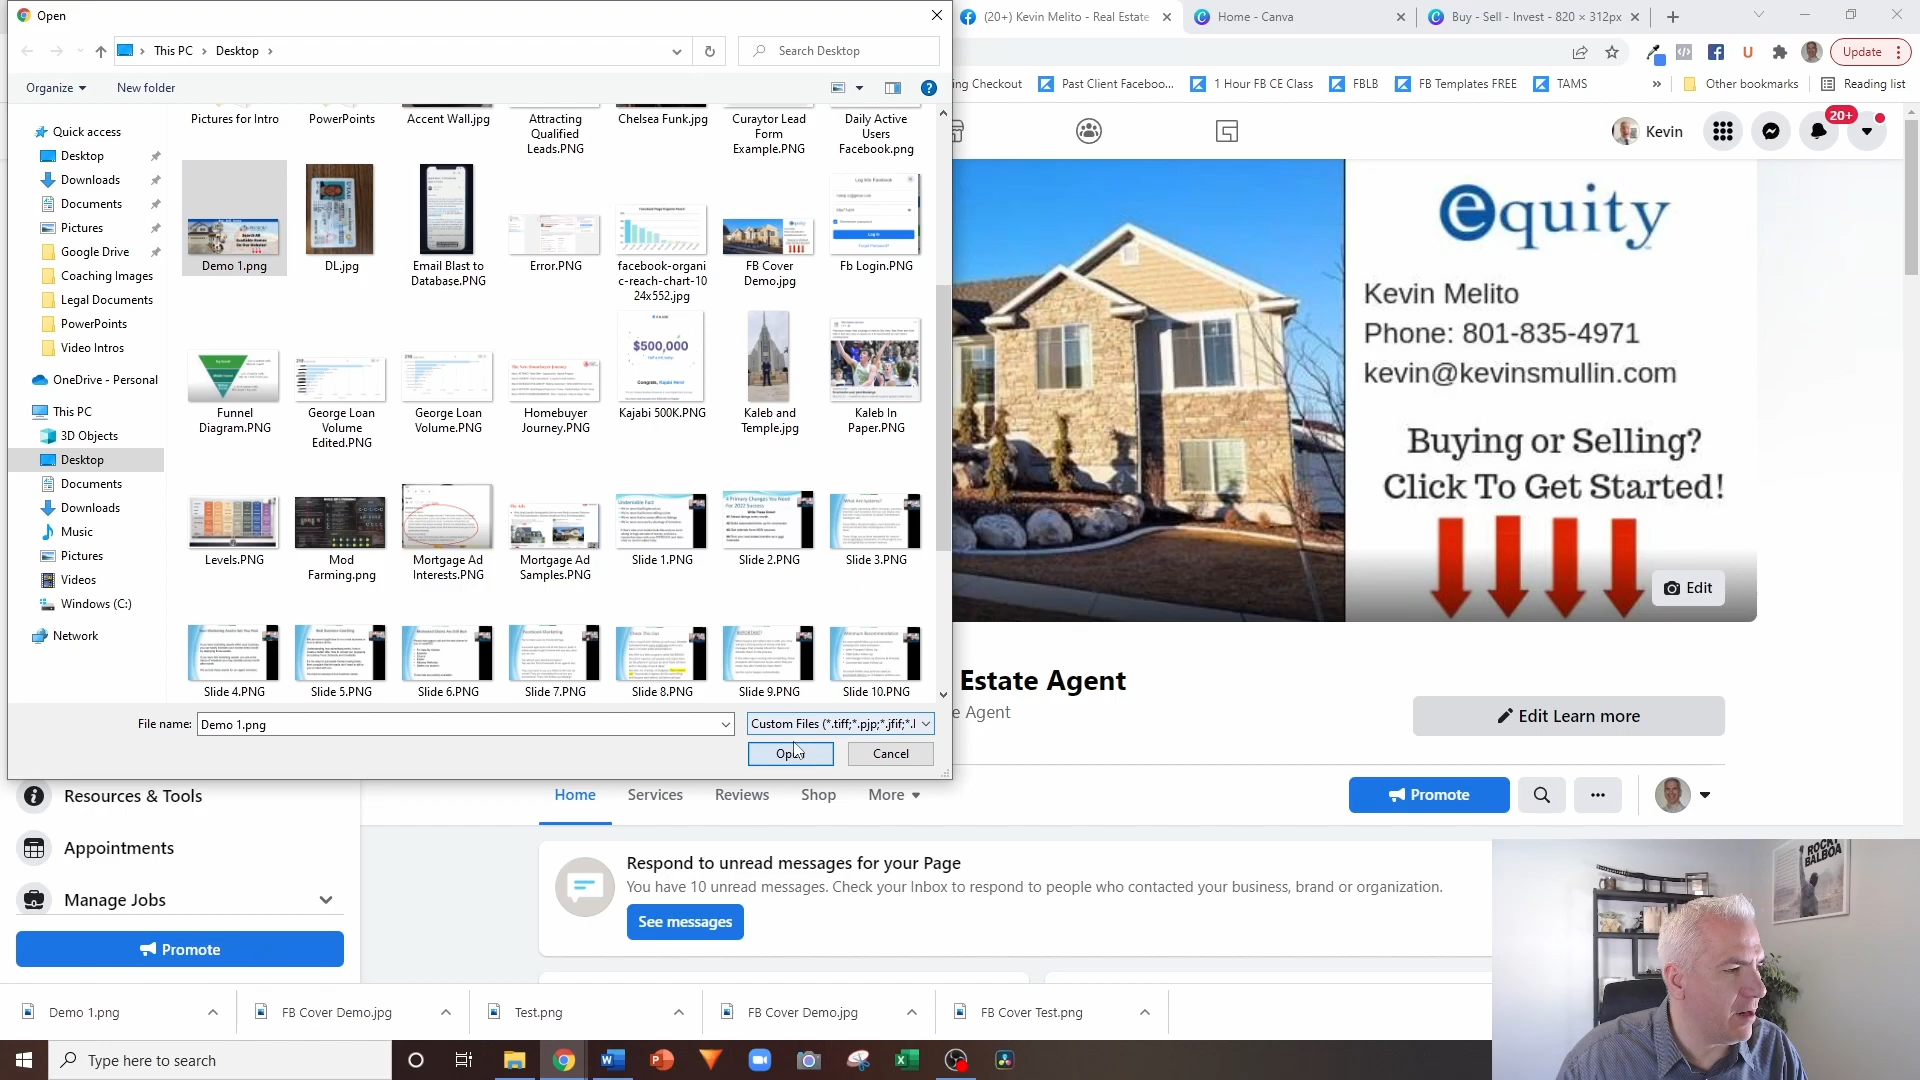 Open
(20+) Kevin Melito - Real Estate
Home - Canva
Buy - Sell - Invest - 820 × 312px
This PC
Desktop
Search Desktop
Update
Organize
New folder
ing Checkout
Past Client Faceboo...
1 Hour FB CE Class
FBLB
FB Templates FREE
TAMS
Other bookmarks
Reading list
Quick access
Desktop
Downloads
Documents
Pictures
Google Drive
Coaching Images
Legal Documents
PowerPoints
Video Intros
OneDrive - Personal
This PC
3D Objects
Desktop
Documents
Downloads
Music
Pictures
Videos
Windows (C:)
Network
Pictures for Intro
PowerPoints
Accent Wall.jpg
Attracting
Qualified
Leads.PNG
Chelsea Funk.jpg
Curaytor Lead
Form
Example.PNG
Daily Active
Users
Facebook.png
Demo 1.png
DL.jpg
Email Blast to
Database.PNG
Error.PNG
facebook-organi
c-reach-chart-10
24x552.jpg
FB Cover
Demo.jpg
Fb Login.PNG
$500,000
Funnel
Diagram.PNG
George Loan
Volume
Edited.PNG
George Loan
Volume.PNG
Homebuyer
Journey.PNG
Kajabi 500K.PNG
Kaleb and
Temple.jpg
Kaleb In
Paper.PNG
Levels.PNG
Mod
Farming.png
Mortgage Ad
Interests.PNG
Mortgage Ad
Samples.PNG
Slide 1.PNG
Slide 2.PNG
Slide 3.PNG
Slide 4.PNG
Slide 5.PNG
Slide 6.PNG
Slide 7.PNG
Slide 8.PNG
Slide 9.PNG
Slide 10.PNG
File name:
Demo 1.png
Custom Files (*.tiff;*.pjp;*.jfif;*.l
Open
Cancel
Kevin
20+
equity
Kevin Melito
Phone: 801-835-4971
kevin@kevinsmullin.com
Buying or Selling?
Click To Get Started!
Edit
Estate Agent
e Agent
Edit Learn more
Home
Services
Reviews
Shop
More
Promote
Resources & Tools
Appointments
Manage Jobs
Promote
Respond to unread messages for your Page
You have 10 unread messages. Check your Inbox to respond to people who contacted your business, brand or organization.
See messages
ROCKY
BALBOA
Demo 1.png
FB Cover Demo.jpg
Test.png
FB Cover Demo.jpg
FB Cover Test.png
Type here to search